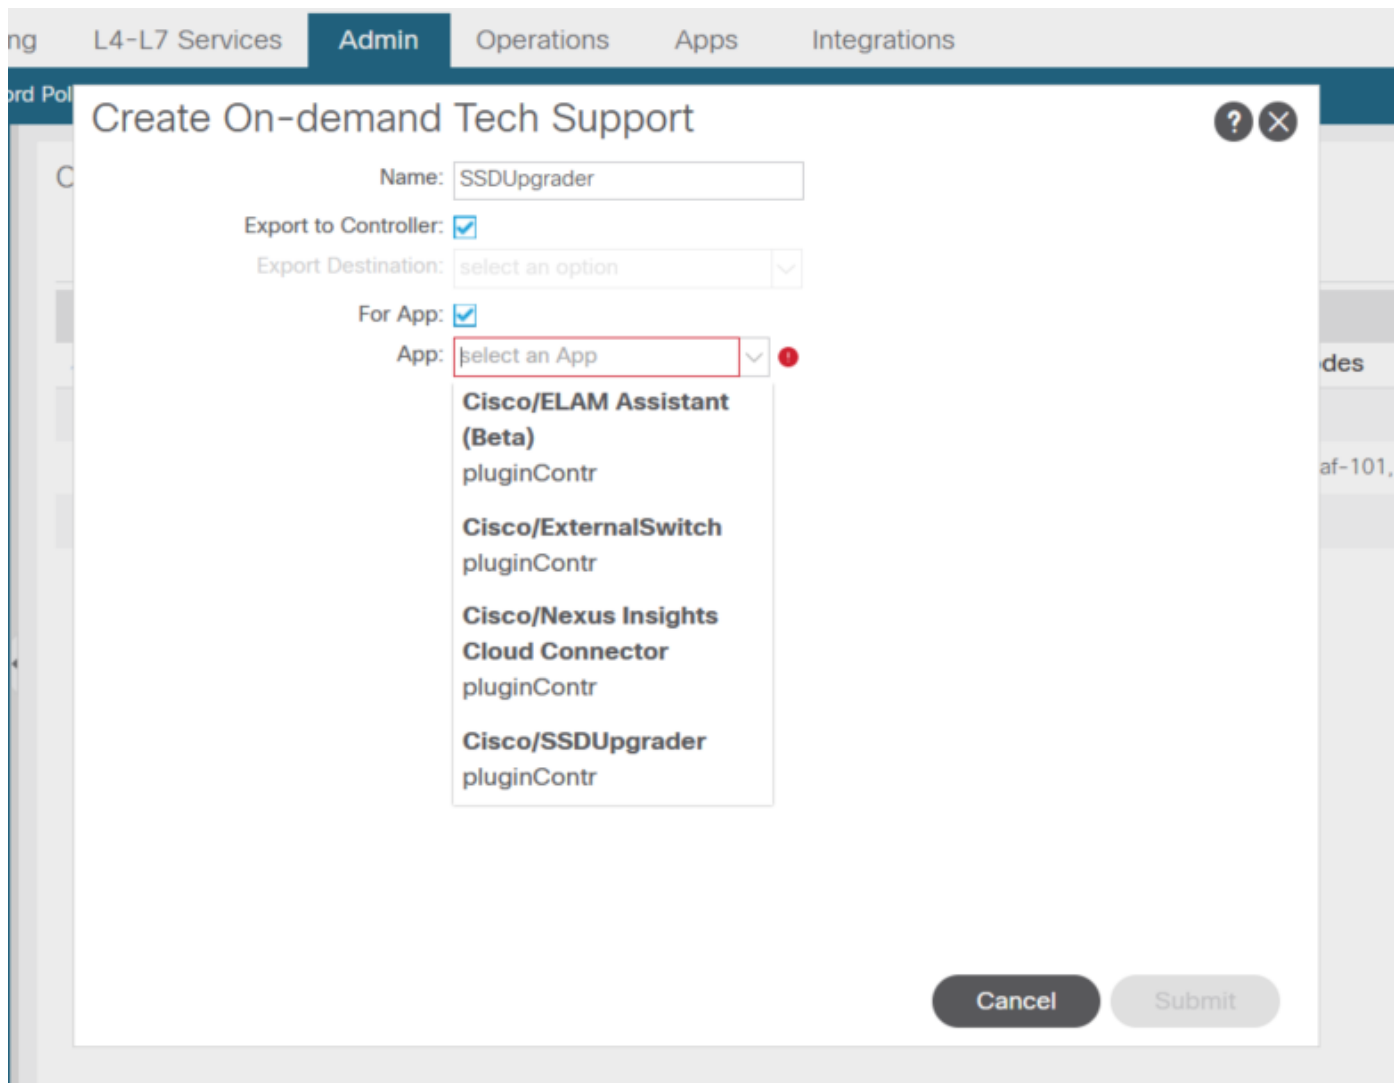 ng L4-L7 Services Admin Operations Apps Integrations
ord Pol
Create On-demand Tech Support
?
C
Name: SSDUpgrader
Export to Controller:
Export Destination: select an option
For App:
App: select an App
!
des
Cisco/ELAM Assistant
(Beta)
pluginContr
af-101,
Cisco/ExternalSwitch
pluginContr
Cisco/Nexus Insights
Cloud Connector
pluginContr
Cisco/SSDUpgrader
pluginContr
Cancel Submit